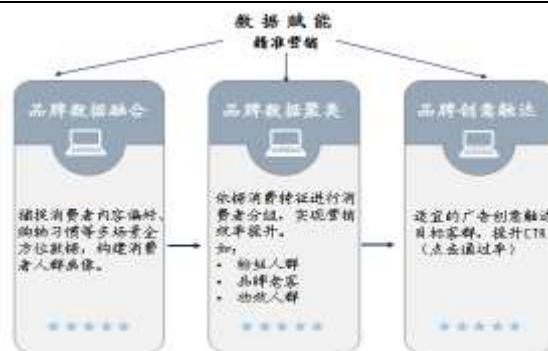 数据赋能
精准营销
品牌数据融合
捕捉消费者内容偏好、
购物习惯等多场景全
方位数据，构建消费
者人群画像。
品牌数据聚类
依据消费特征进行消
费者分组，实现营销
效率提升。
如，
粉丝人群
品牌老客
功效人群
品牌创意触达
适宜的广告创意触达
目标客群，提升CTR
（点击通过率）